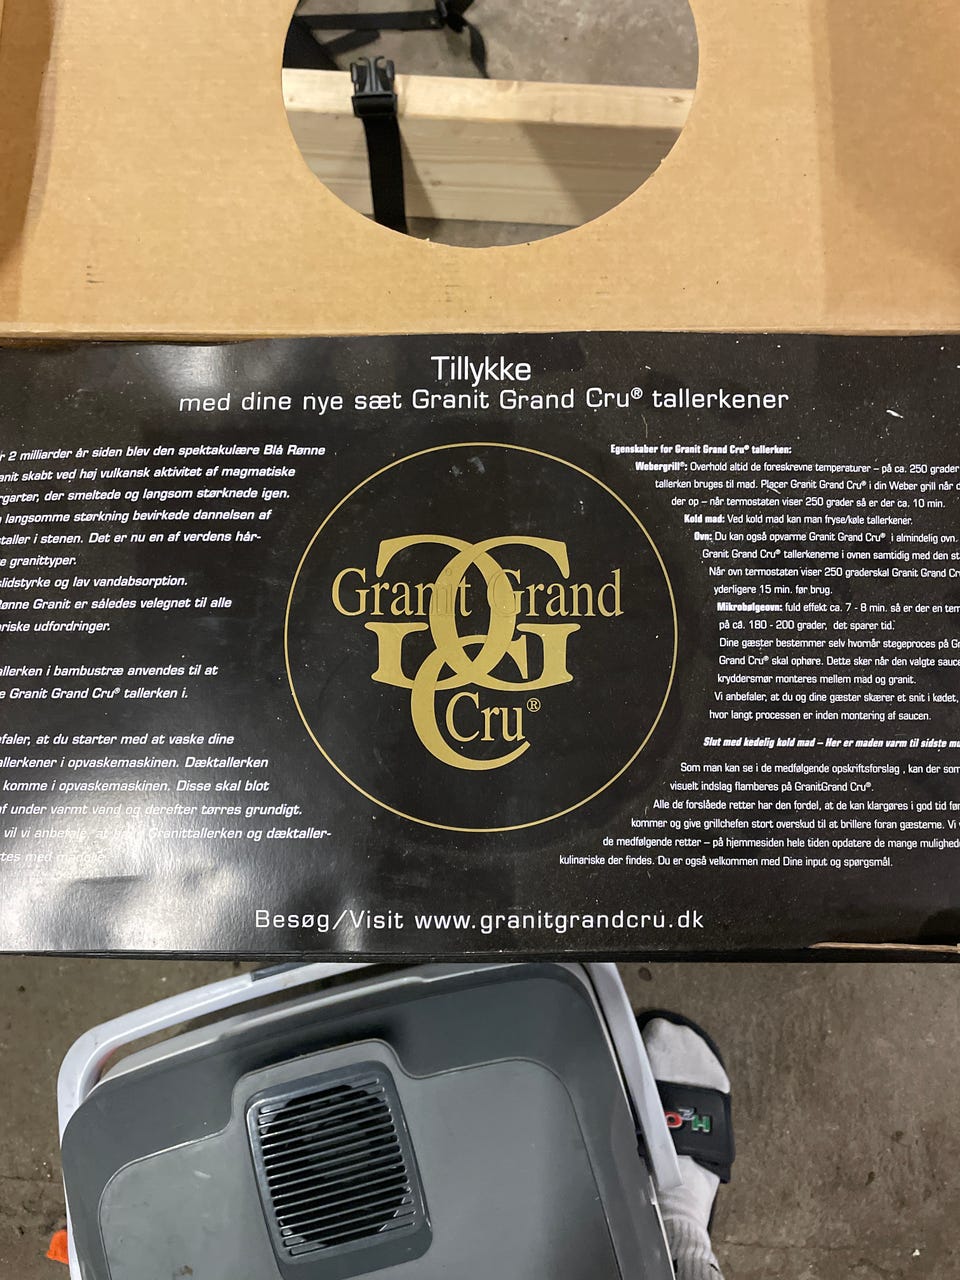 Tillykke
med dine nye sæt Granit Grand Cru® tallerkener
2 milliarder år siden blev den spektakulære Blå Rønne
skabt ved høj vulkansk aktivitet af magmatiske
der smeltede og langsom størknede igen.
langsomme størkning bevirkede dannelsen af
i stenen. Det er nu en af verdens hår-
granittyper.
og lav vandabsorption.
Rønne Granit er således velegnet til alle
udfordringer.
i bambustræ anvendes til at
Granit Grand Cru® tallerken i.
at du starter med at vaske dine
i opvaskemaskinen. Dæktallerken
komme i opvaskemaskinen. Disse skal blot
under varmt vand og derefter tørres grundigt.
vil vi anbefale, at Granittallerken og dæktaller-
med
Granit Grand
Cru®
Egenskaber for Granit Grand Cru® tallerken:
Webergrill®: Overhold altid de foreskrevne temperaturer – på ca. 250 grader
tallerken bruges til mad. Placer Granit Grand Cru® i din Weber grill når
der op – når termostaten viser 250 grader så er der ca. 10 min.
Kold mad: Ved kold mad kan man fryse/køle tallerkener.
Ovn: Du kan også opvarme Granit Grand Cru® i almindelig ovn.
Granit Grand Cru® tallerkenerne i ovnen samtidig med den
Når ovn termostaten viser 250 graderskal Granit Grand
yderligere 15 min. før brug.
Mikrobølgeovn: fuld effekt ca. 7 - 8 min. så er der en
på ca. 180 - 200 grader, det sparer tid.
Dine gæster bestemmer selv hvornår stegeproces på
Grand Cru® skal ophøre. Dette sker når den valgte
kryddersmør monteres mellem mad og granit.
Vi anbefaler, at du og dine gæster skærer et snit i kødet,
hvor langt processen er inden montering af saucen.
Slut med kedelig kold mad – Her er maden varm til sidste
Som man kan se i de medfølgende opskriftsforslag , kan der
visuelt indslag flamberes på GranitGrand Cru®.
Alle de forslåede retter har den fordel, at de kan klargøres i god tid
kommer og give grillchefen stort overskud til at brillere foran gæsterne. Vi
de medfølgende retter – på hjemmesiden hele tiden opdatere de mange
kulinariske der findes. Du er også velkommen med Dine input og spørgsmål.
Besøg/Visit www.granitgrandcru.dk
H2O